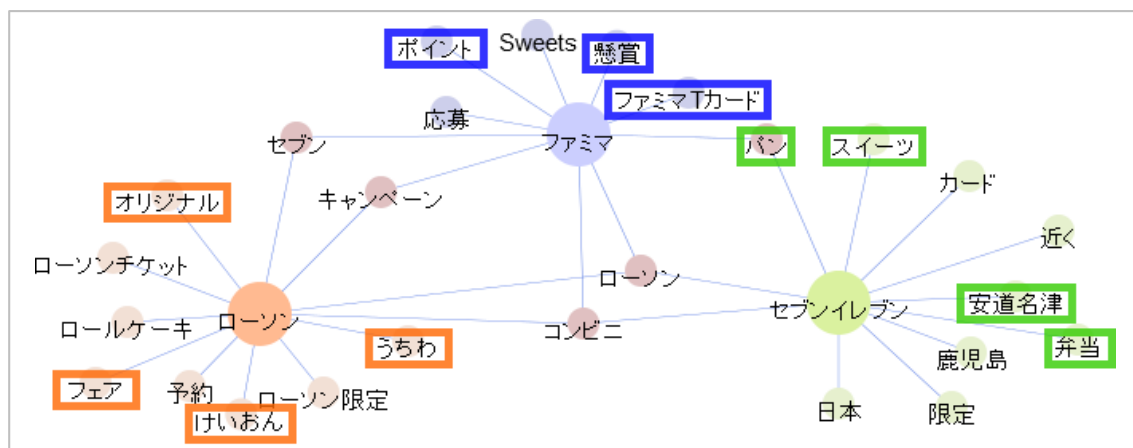 ポイント
Sweets
懸賞
ファミマTカード
応募
ファミマ
セブン
パン
スイーツ
カード
キャンペーン
オリジナル
近く
ローソンチケット
ローソン
安道名津
ロールケーキ
ローソン
コンビニ
セブンイレブン
うちわ
弁当
鹿児島
フェア
予約
ローソン限定
けいおん
日本
限定